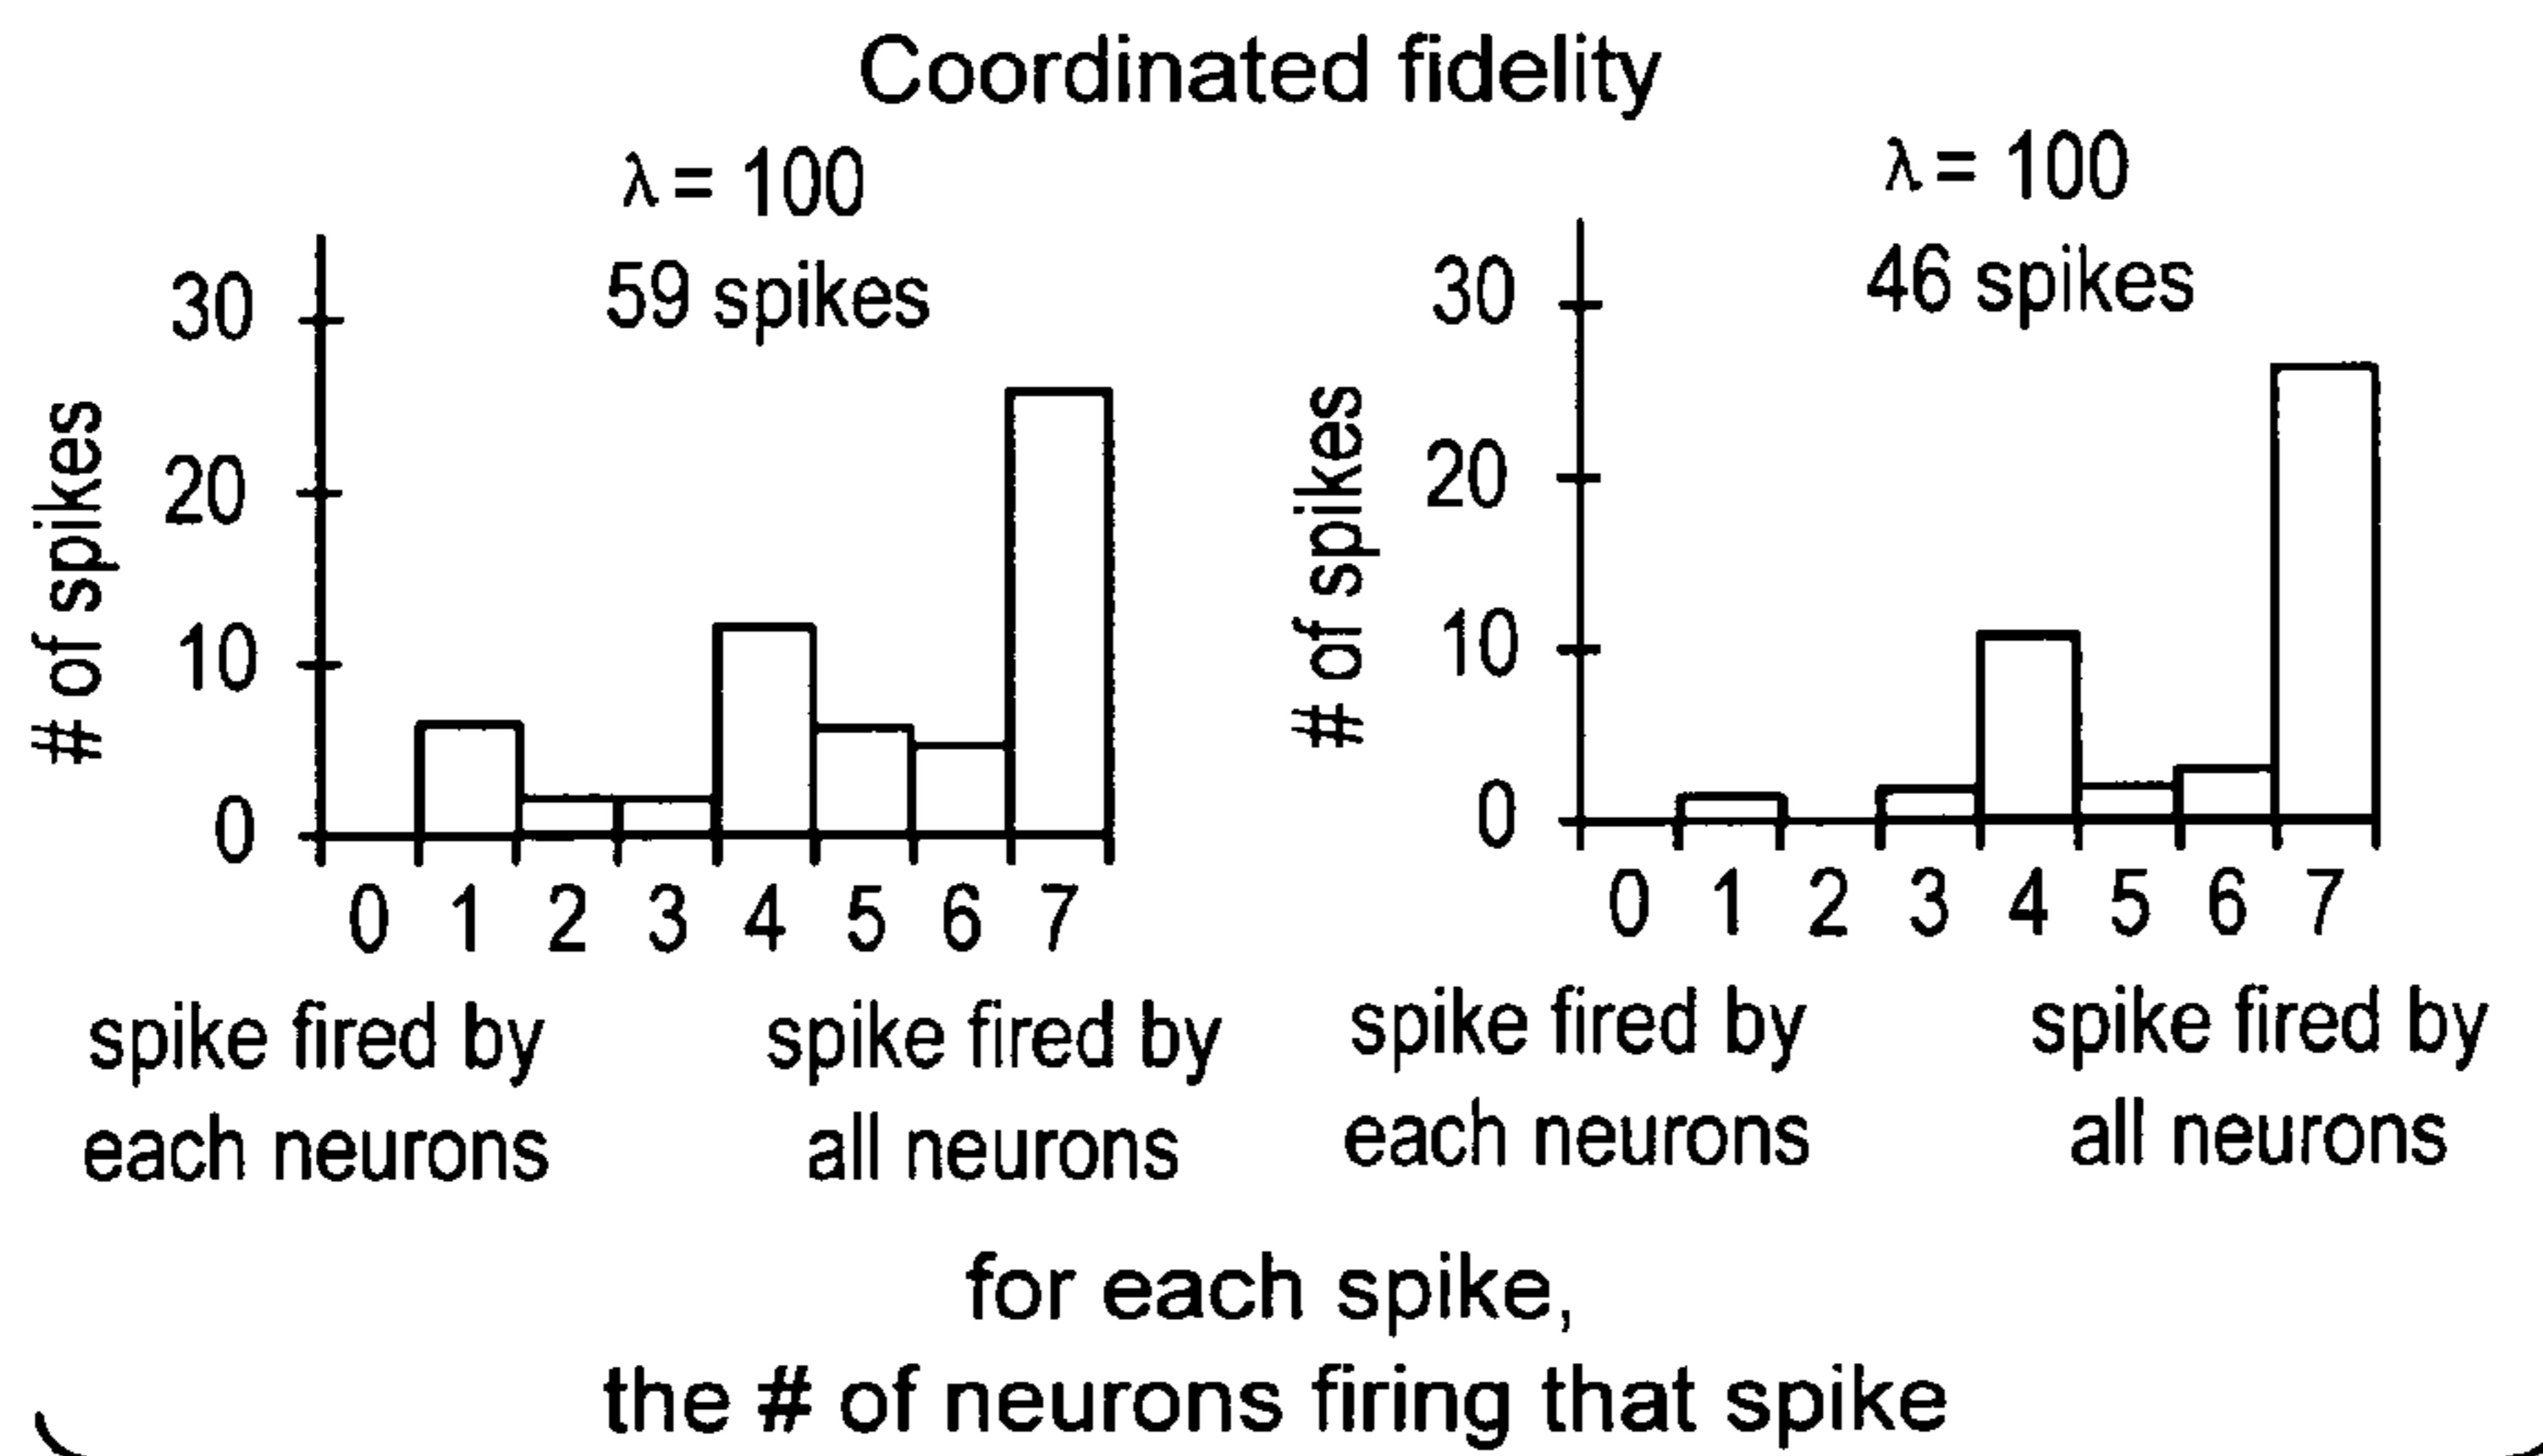 Coordinated fidelity
λ = 100
59 spikes
# of spikes
30
20
10
0
0 1 2 3 4 5 6 7
spike fired by
each neurons
spike fired by
all neurons
λ = 100
46 spikes
# of spikes
30
20
10
0
0 1 2 3 4 5 6 7
spike fired by
each neurons
spike fired by
all neurons
for each spike,
the # of neurons firing that spike